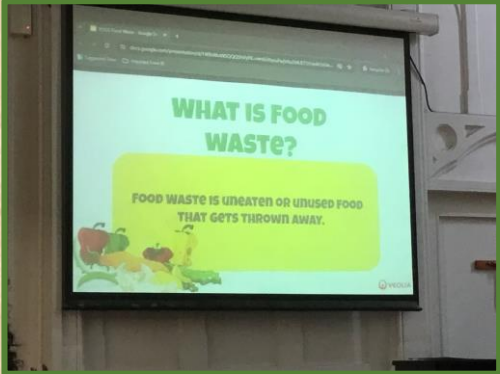 WHAT IS FOOD
WASTE?
FOOD WASTE IS UNEATEN OR UNUSED FOOD
THAT GETS THROWN AWAY.
VEOLIA